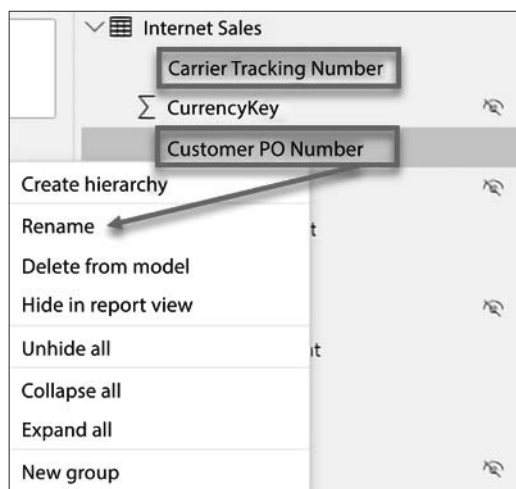 Internet Sales
Carrier Tracking Number
∑ CurrencyKey
Customer PO Number
Create hierarchy
Rename
t
Delete from model
Hide in report view
Unhide all
ıt
Collapse all
Expand all
New group